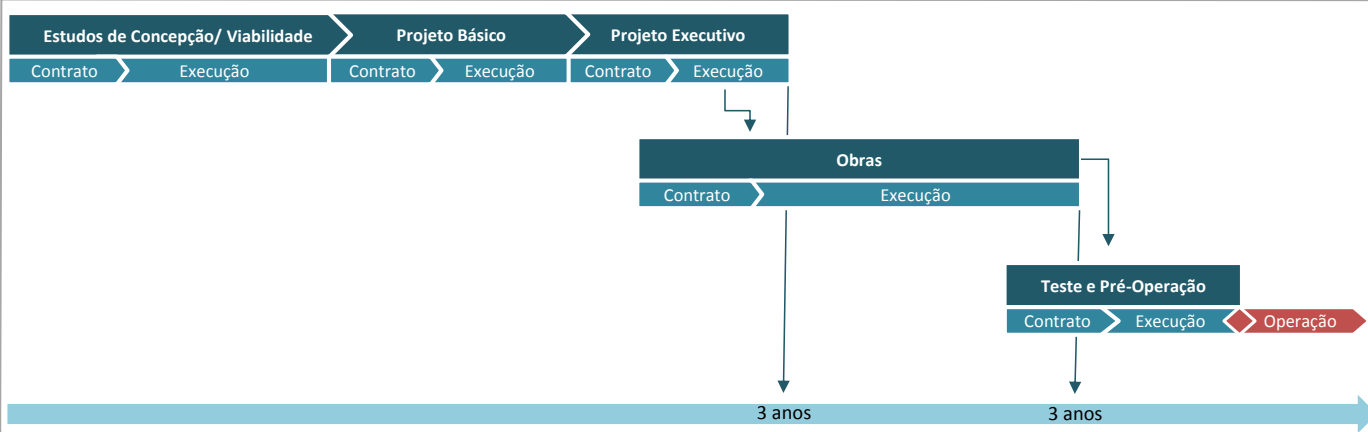 Estudos de Concepção/ Viabilidade
Projeto Básico
Projeto Executivo
Contrato
Execução
Contrato
Execução
Contrato
Execução
Obras
Contrato
Execução
Teste e Pré-Operação
Contrato
Execução
Operação
3 anos
3 anos